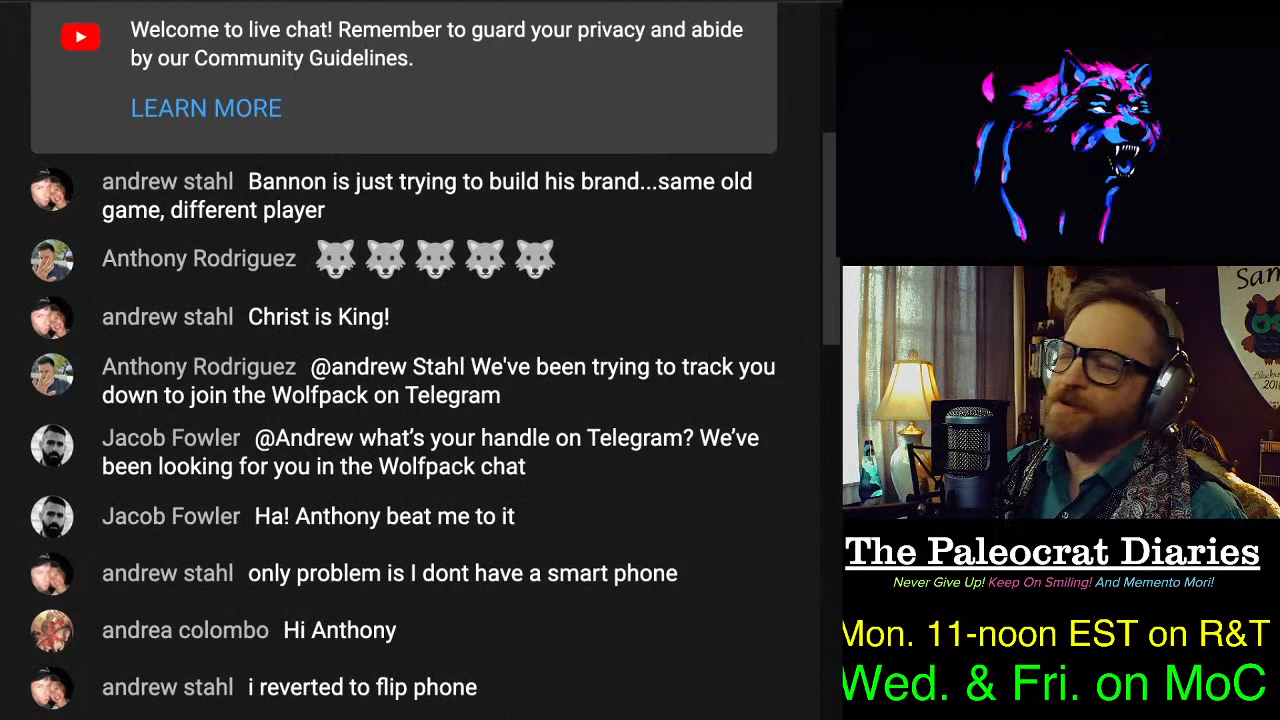 Welcome to live chat! Remember to guard your privacy and abide
by our Community Guidelines.
LEARN MORE
andrew stahl Bannon is just trying to build his brand...same old
game, different player
Anthony Rodriguez 🐺🐺🐺🐺🐺
andrew stahl Christ is King!
Anthony Rodriguez @andrew Stahl We've been trying to track you
down to join the Wolfpack on Telegram
Jacob Fowler @Andrew what’s your handle on Telegram? We’ve
been looking for you in the Wolfpack chat
Jacob Fowler Ha! Anthony beat me to it
andrew stahl only problem is I dont have a smart phone
andrea colombo Hi Anthony
andrew stahl i reverted to flip phone
Sam
The Paleocrat Diaries
Never Give Up! Keep On Smiling! And Memento Mori!
Mon. 11-noon EST on R&T
Wed. & Fri. on MoC